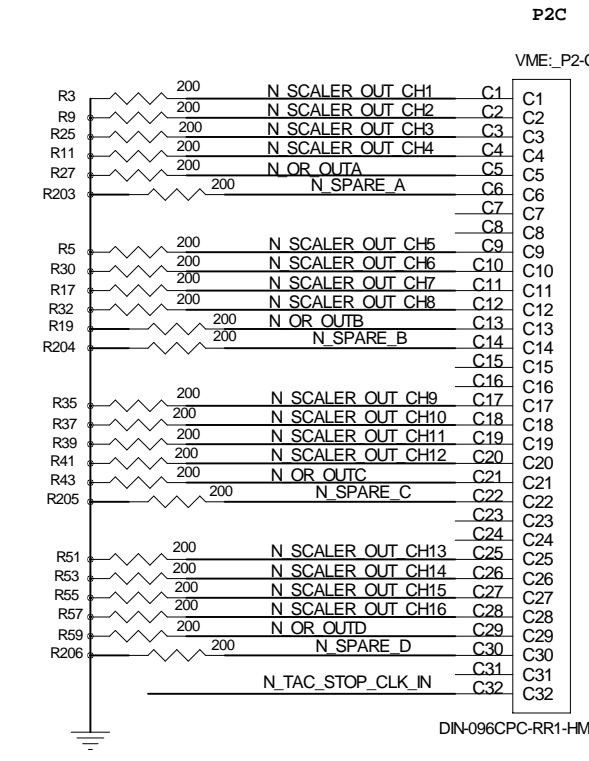 P2C
VME:_P2-C
R3 200 N_SCALER_OUT_CH1 C1 C1
R9 200 N_SCALER_OUT_CH2 C2 C2
R25 200 N_SCALER_OUT_CH3 C3 C3
R11 200 N_SCALER_OUT_CH4 C4 C4
R27 200 N_OR_OUTA C5 C5
R203 200 N_SPARE_A C6 C6
C7 C7
C8 C8
R5 200 N_SCALER_OUT_CH5 C9 C9
R30 200 N_SCALER_OUT_CH6 C10 C10
R17 200 N_SCALER_OUT_CH7 C11 C11
R32 200 N_SCALER_OUT_CH8 C12 C12
R19 200 N_OR_OUTB C13 C13
R204 200 N_SPARE_B C14 C14
C15 C15
C16 C16
R35 200 N_SCALER_OUT_CH9 C17 C17
R37 200 N_SCALER_OUT_CH10 C18 C18
R39 200 N_SCALER_OUT_CH11 C19 C19
R41 200 N_SCALER_OUT_CH12 C20 C20
R43 200 N_OR_OUTC C21 C21
R205 200 N_SPARE_C C22 C22
C23 C23
C24 C24
R51 200 N_SCALER_OUT_CH13 C25 C25
R53 200 N_SCALER_OUT_CH14 C26 C26
R55 200 N_SCALER_OUT_CH15 C27 C27
R57 200 N_SCALER_OUT_CH16 C28 C28
R59 200 N_OR_OUTD C29 C29
R206 200 N_SPARE_D C30 C30
C31 C31
N_TAC_STOP_CLK_IN C32 C32
DIN-096CPC-RR1-HM